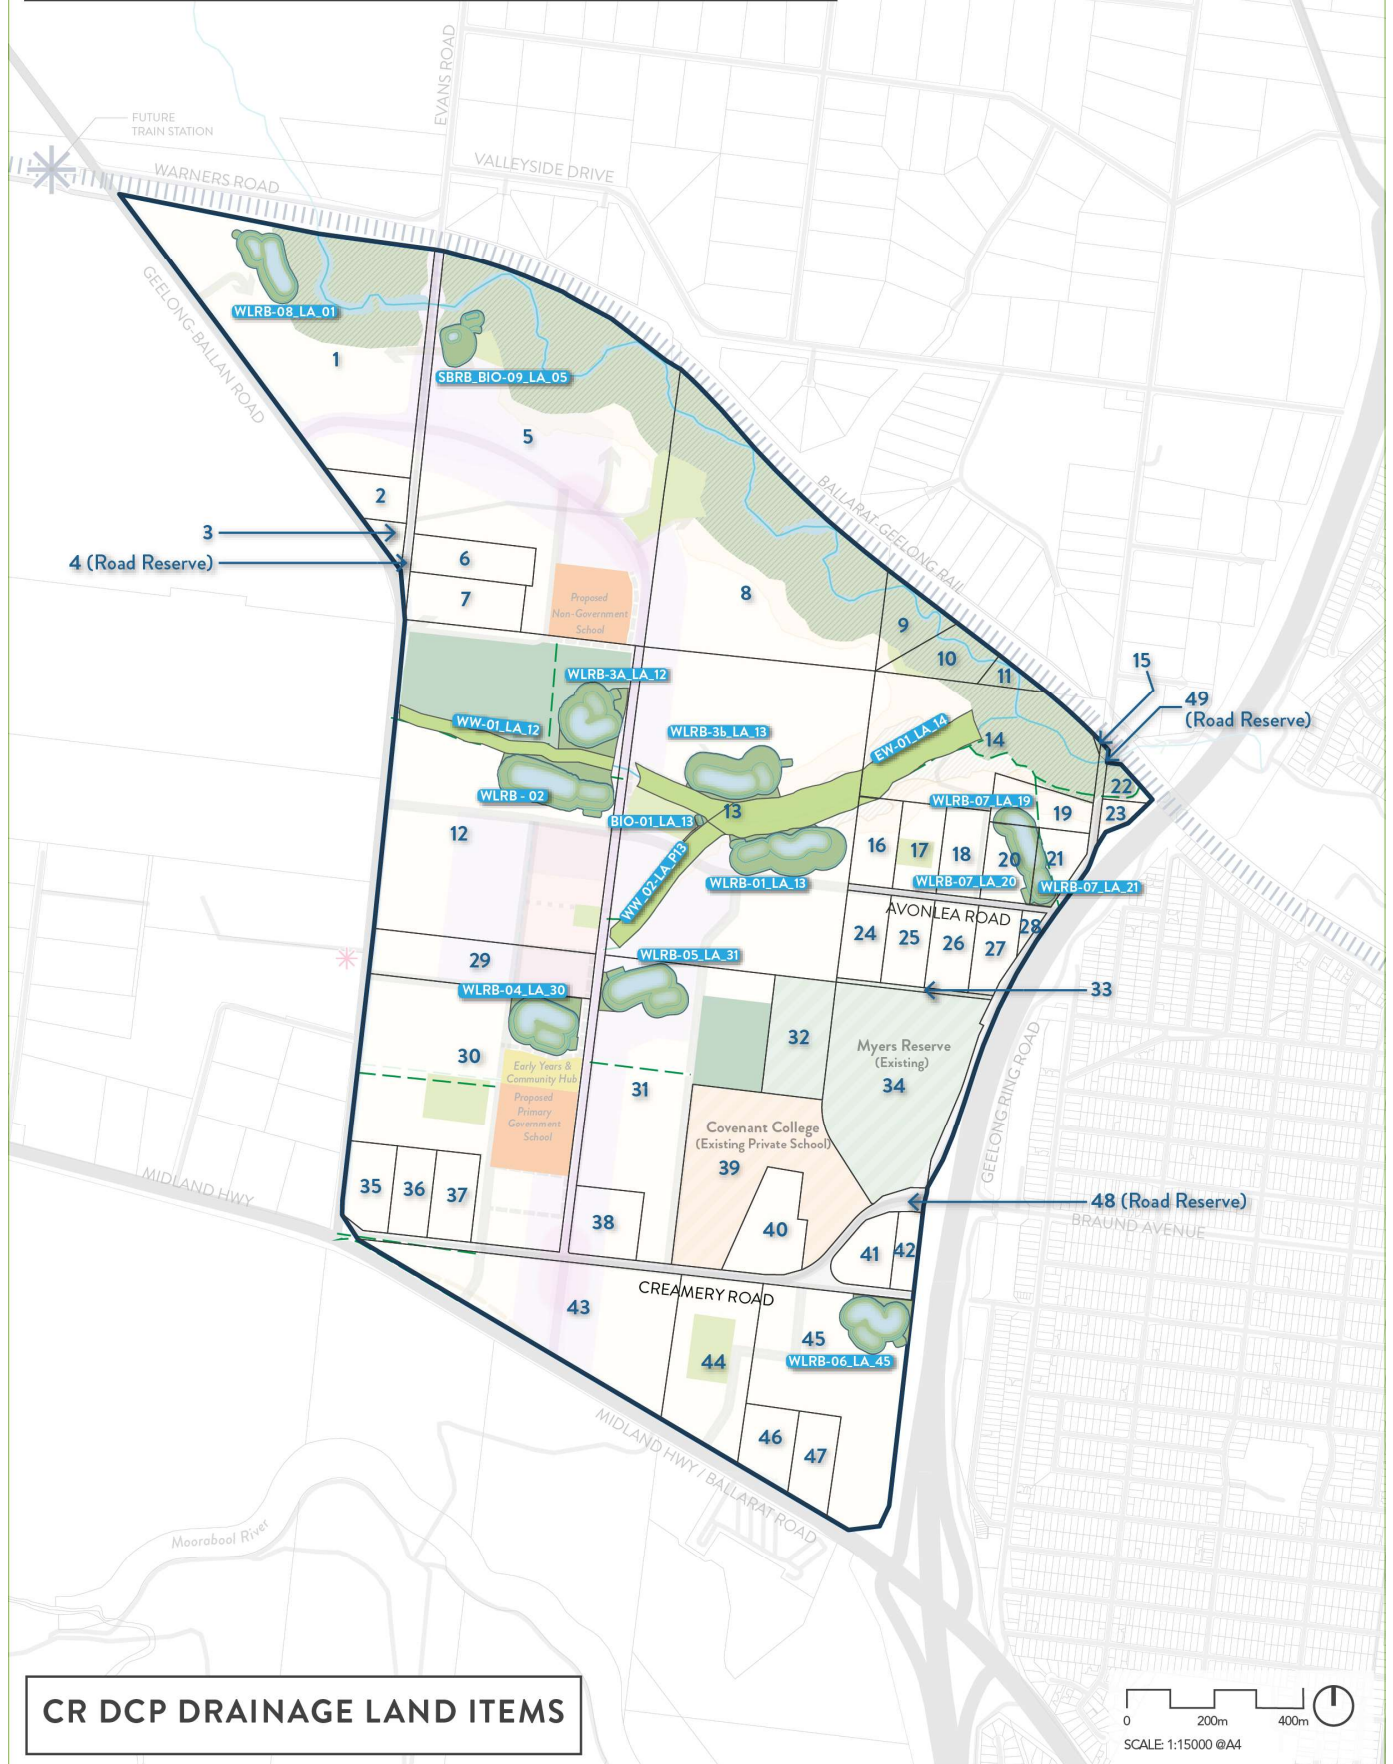 EVANS ROAD
FUTURE
TRAIN STATION
WARNERS ROAD
VALLEYSIDE DRIVE
GEELONG-BALLAN ROAD
WLRB-08_LA_01
1
SBRB_BIO-09_LA_05
5
2
3
4 (Road Reserve)
6
7
BALLARAT-GEELONG RAIL
Proposed
Non-Government
School
8
9
10
11
15
49
(Road Reserve)
WLRB-3A_LA_12
WW-01_LA_12
WLRB-3b_LA_13
EW-01_LA_14
14
WLRB - 02
BIO-01_LA_13
13
WLRB-07_LA_19
22
19
23
12
16
17
18
20
21
WW_02-LA_P13
WLRB-01_LA_13
WLRB-07_LA_20
WLRB-07_LA_21
AVONLEA ROAD
24
25
26
27
28
29
WLRB-05_LA_31
WLRB-04_LA_30
33
32
Myers Reserve
(Existing)
34
30
Early Years &
Community Hub
31
Proposed
Primary
Government
School
Covenant College
(Existing Private School)
39
GEELONG RING ROAD
MIDLAND HWY
35
36
37
38
40
41
42
48 (Road Reserve)
BRAUND AVENUE
CREAMERY ROAD
43
44
45
WLRB-06_LA_45
46
47
MIDLAND HWY / BALLARAT ROAD
Moorabool River
CR DCP DRAINAGE LAND ITEMS
0 200m 400m
SCALE: 1:15000 @A4